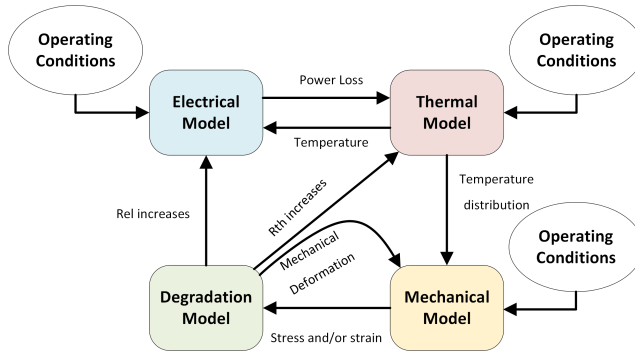 Operating
Conditions
Operating
Conditions
Power Loss
Electrical
Model
Thermal
Model
Temperature
Temperature
distribution
Rel increases
Rth increases
Mechanical
Deformation
Operating
Conditions
Degradation
Model
Mechanical
Model
Stress and/or strain